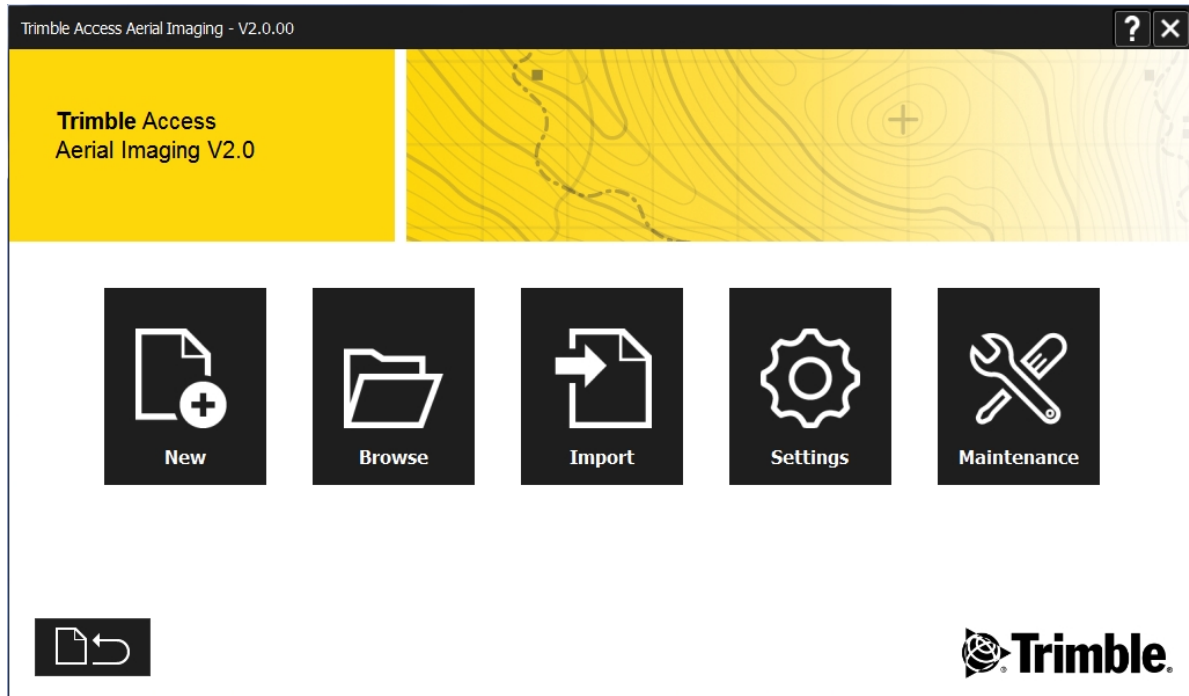 Trimble Access Aerial Imaging - V2.0.00
?
Trimble Access
Aerial Imaging V2.0
New
Browse
Import
Settings
Maintenance
Trimble.